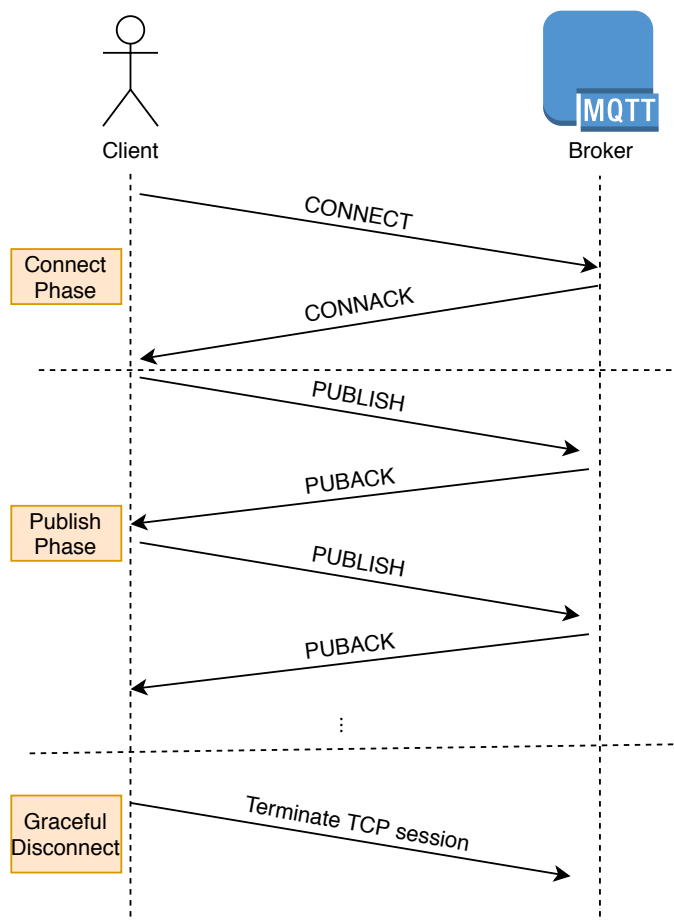 MQTT
Client
Broker
CONNECT
Connect
Phase
CONNACK
PUBLISH
PUBACK
Publish
Phase
PUBLISH
PUBACK
...
Terminate TCP session
Graceful
Disconnect